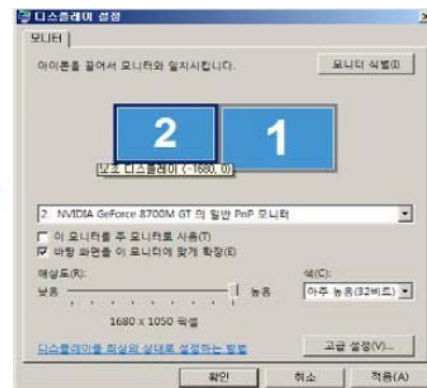 디스플레이 설정
모니터
아이콘을 끌어서 모니터와 일치시킵니다.
모니터 식별(I)
2
1
보조 디스플레이 (-1680, 0)
2. NVIDIA GeForce 8700M GT 의 일반 PnP 모니터
이 모니터를 주 모니터로 사용(T)
바탕 화면을 이 모니터에 맞게 확장(E)
해상도(R):
색(C):
낮음
높음
아주 높음(32비트)
1680 x 1050 픽셀
디스플레이를 최상의 상태로 설정하는 방법
고급 설정(V)...
확인
취소
적용(A)